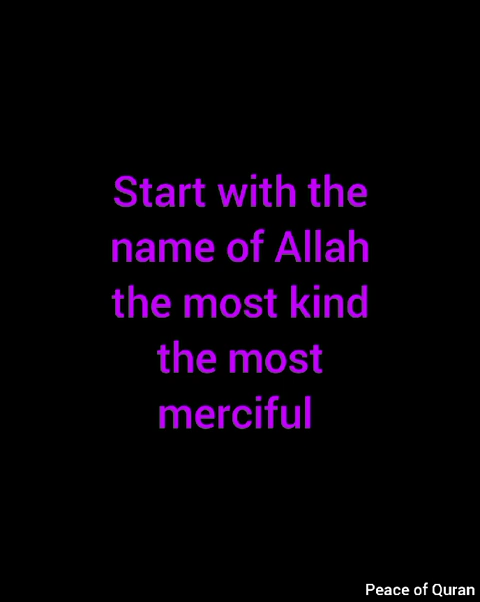 Start with the
name of Allah
the most kind
the most
merciful
Peace of Quran